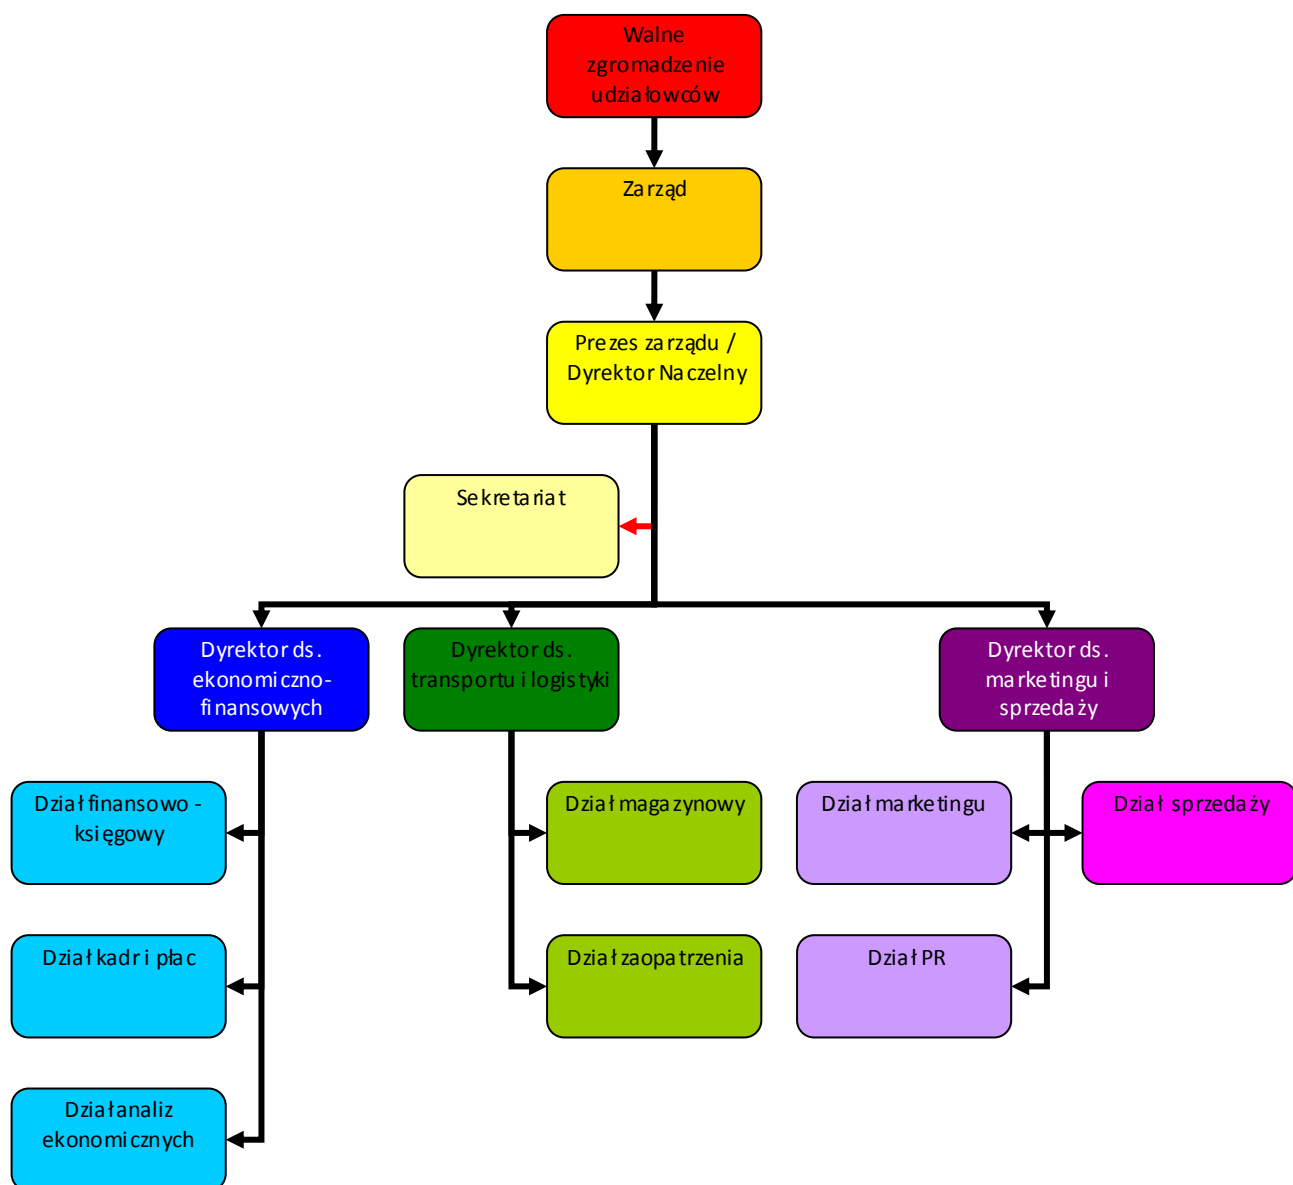 Walne
zgromadzenie
udziałowców
Zarząd
Prezes zarządu /
Dyrektor Naczelny
Sekretariat
Dyrektor ds.
ekonomiczno-
finansowych
Dyrektor ds.
transportu i logistyki
Dyrektor ds.
marketingu i
sprzedaży
Dział finansowo -
księgowy
Dział magazynowy
Dział marketingu
Dział sprzedaży
Dział kadr i płac
Dział zaopatrzenia
Dział PR
Dział analiz
ekonomicznych